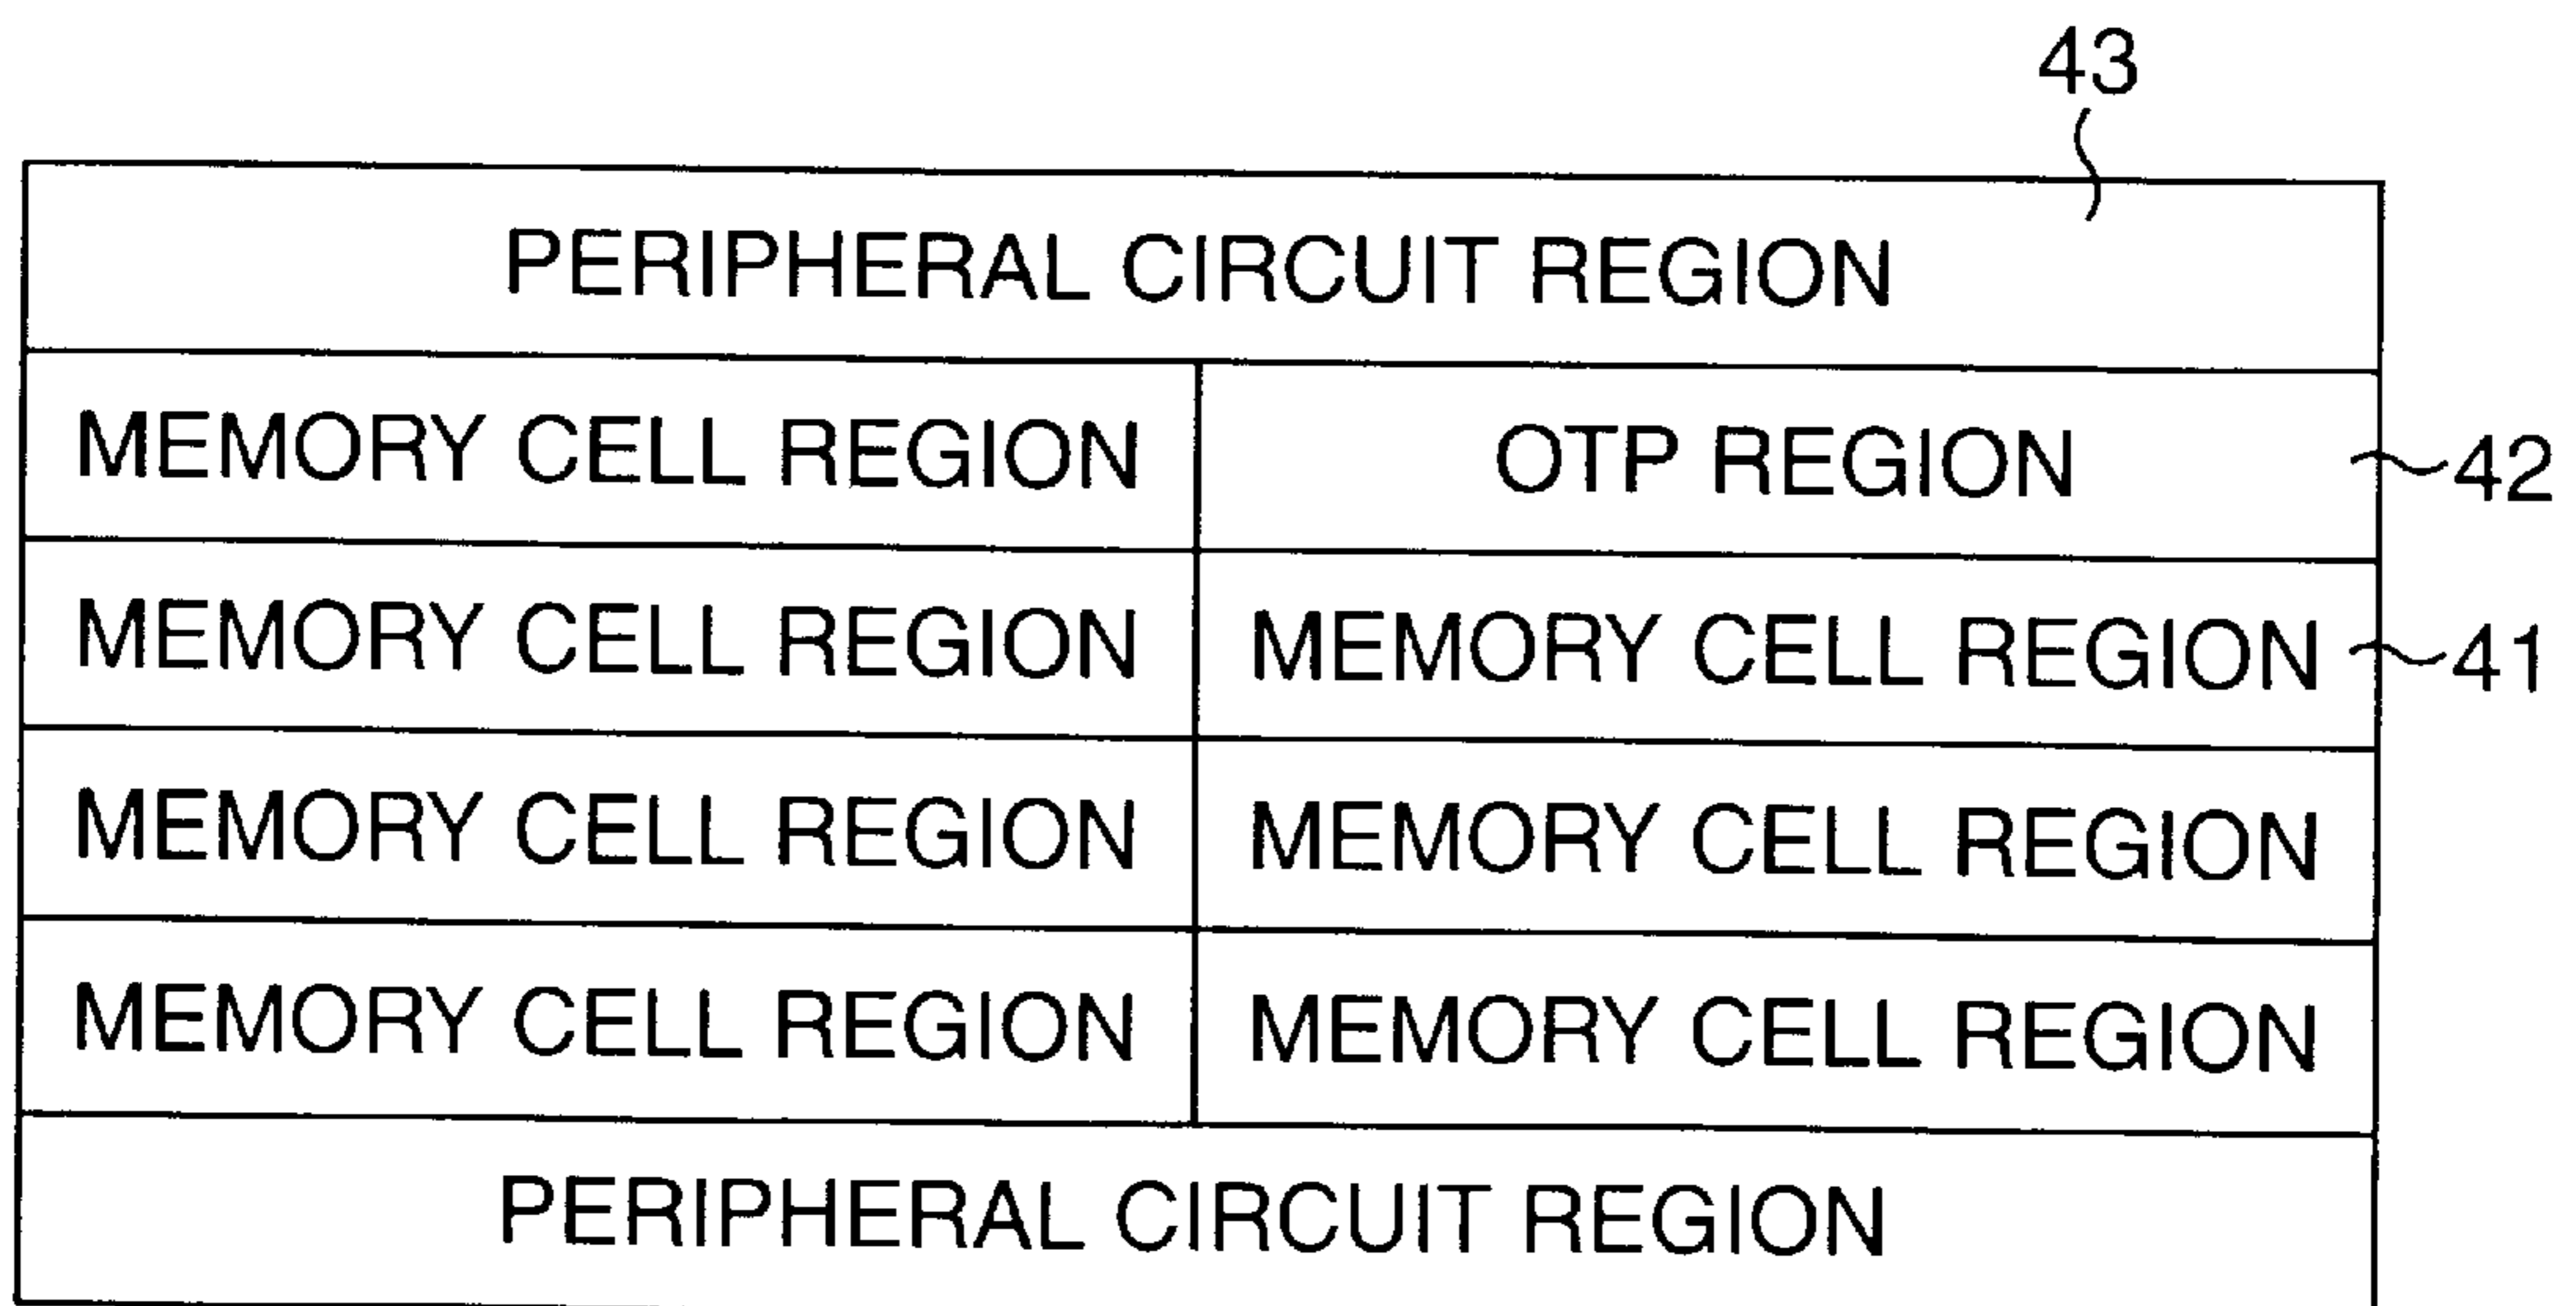 43
PERIPHERAL CIRCUIT REGION
MEMORY CELL REGION OTP REGION 42
MEMORY CELL REGION MEMORY CELL REGION 41
MEMORY CELL REGION MEMORY CELL REGION
MEMORY CELL REGION MEMORY CELL REGION
PERIPHERAL CIRCUIT REGION